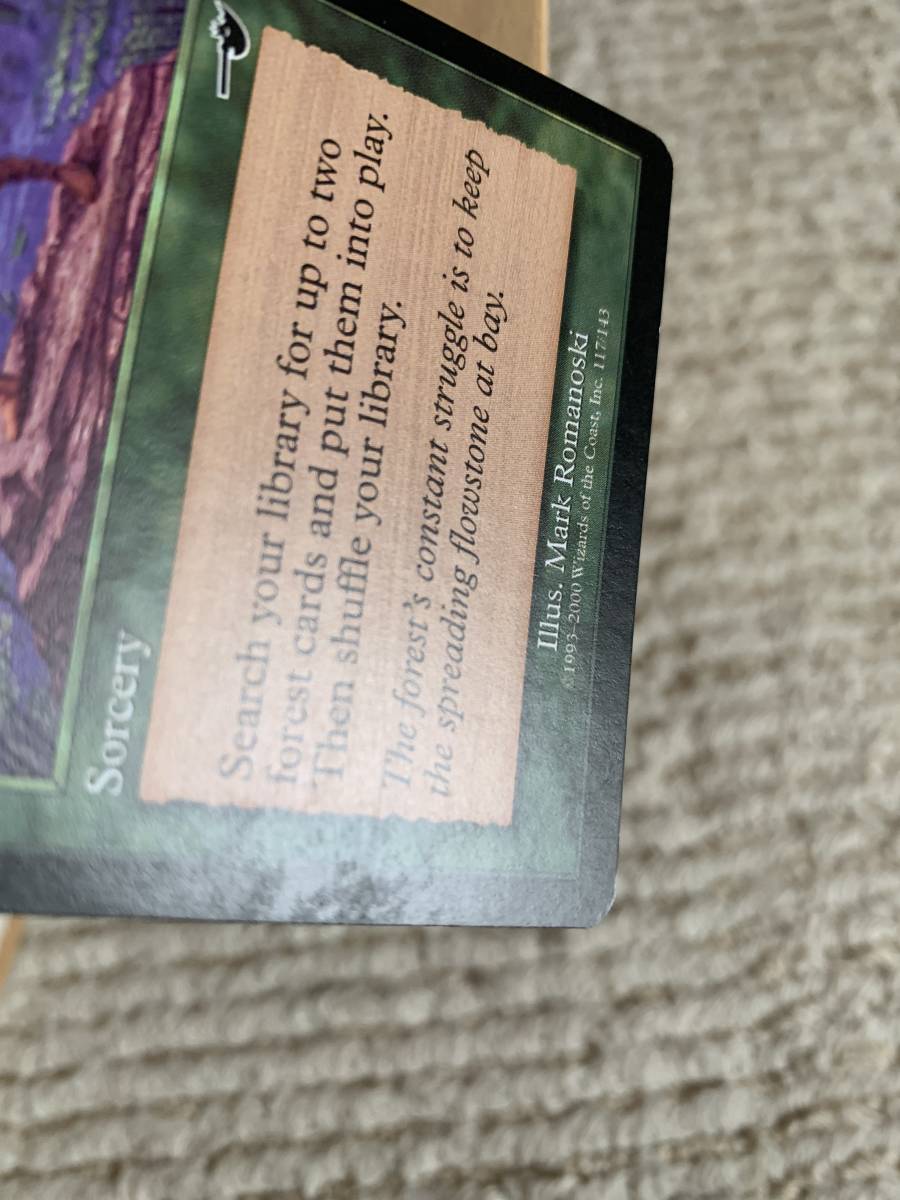 Sorcery
Search your library for up to two
forest cards and put them into play.
Then shuffle your library.
The forest's constant struggle is to keep
the spreading flowstone at bay.
Illus. Mark Romanoski
© 1993–2000 Wizards of the Coast, Inc. 117/143